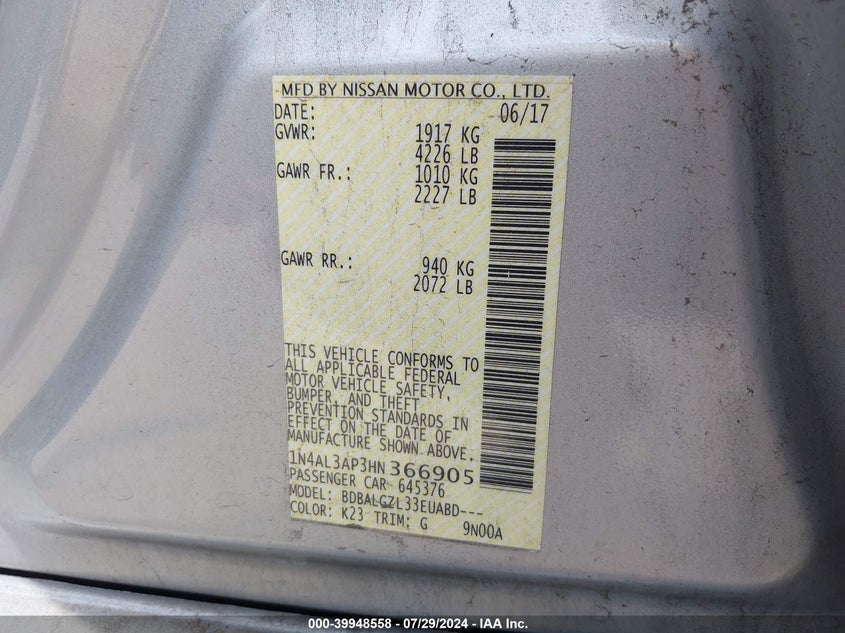 MFD BY NISSAN MOTOR CO., LTD.
DATE: 06/17
GVWR: 1917 KG
4226 LB
GAWR FR.: 1010 KG
2227 LB
GAWR RR.: 940 KG
2072 LB
THIS VEHICLE CONFORMS TO
ALL APPLICABLE FEDERAL
MOTOR VEHICLE SAFETY,
BUMPER, AND THEFT
PREVENTION STANDARDS IN
EFFECT ON THE DATE OF
MANUFACTURE SHOWN ABOVE.
1N4AL3AP3HN 366905
PASSENGER CAR 645376
MODEL: BDBALGZL33EUABD---
COLOR: K23 TRIM: G 9N00A
000-39948558 - 07/29/2024 - IAA Inc.